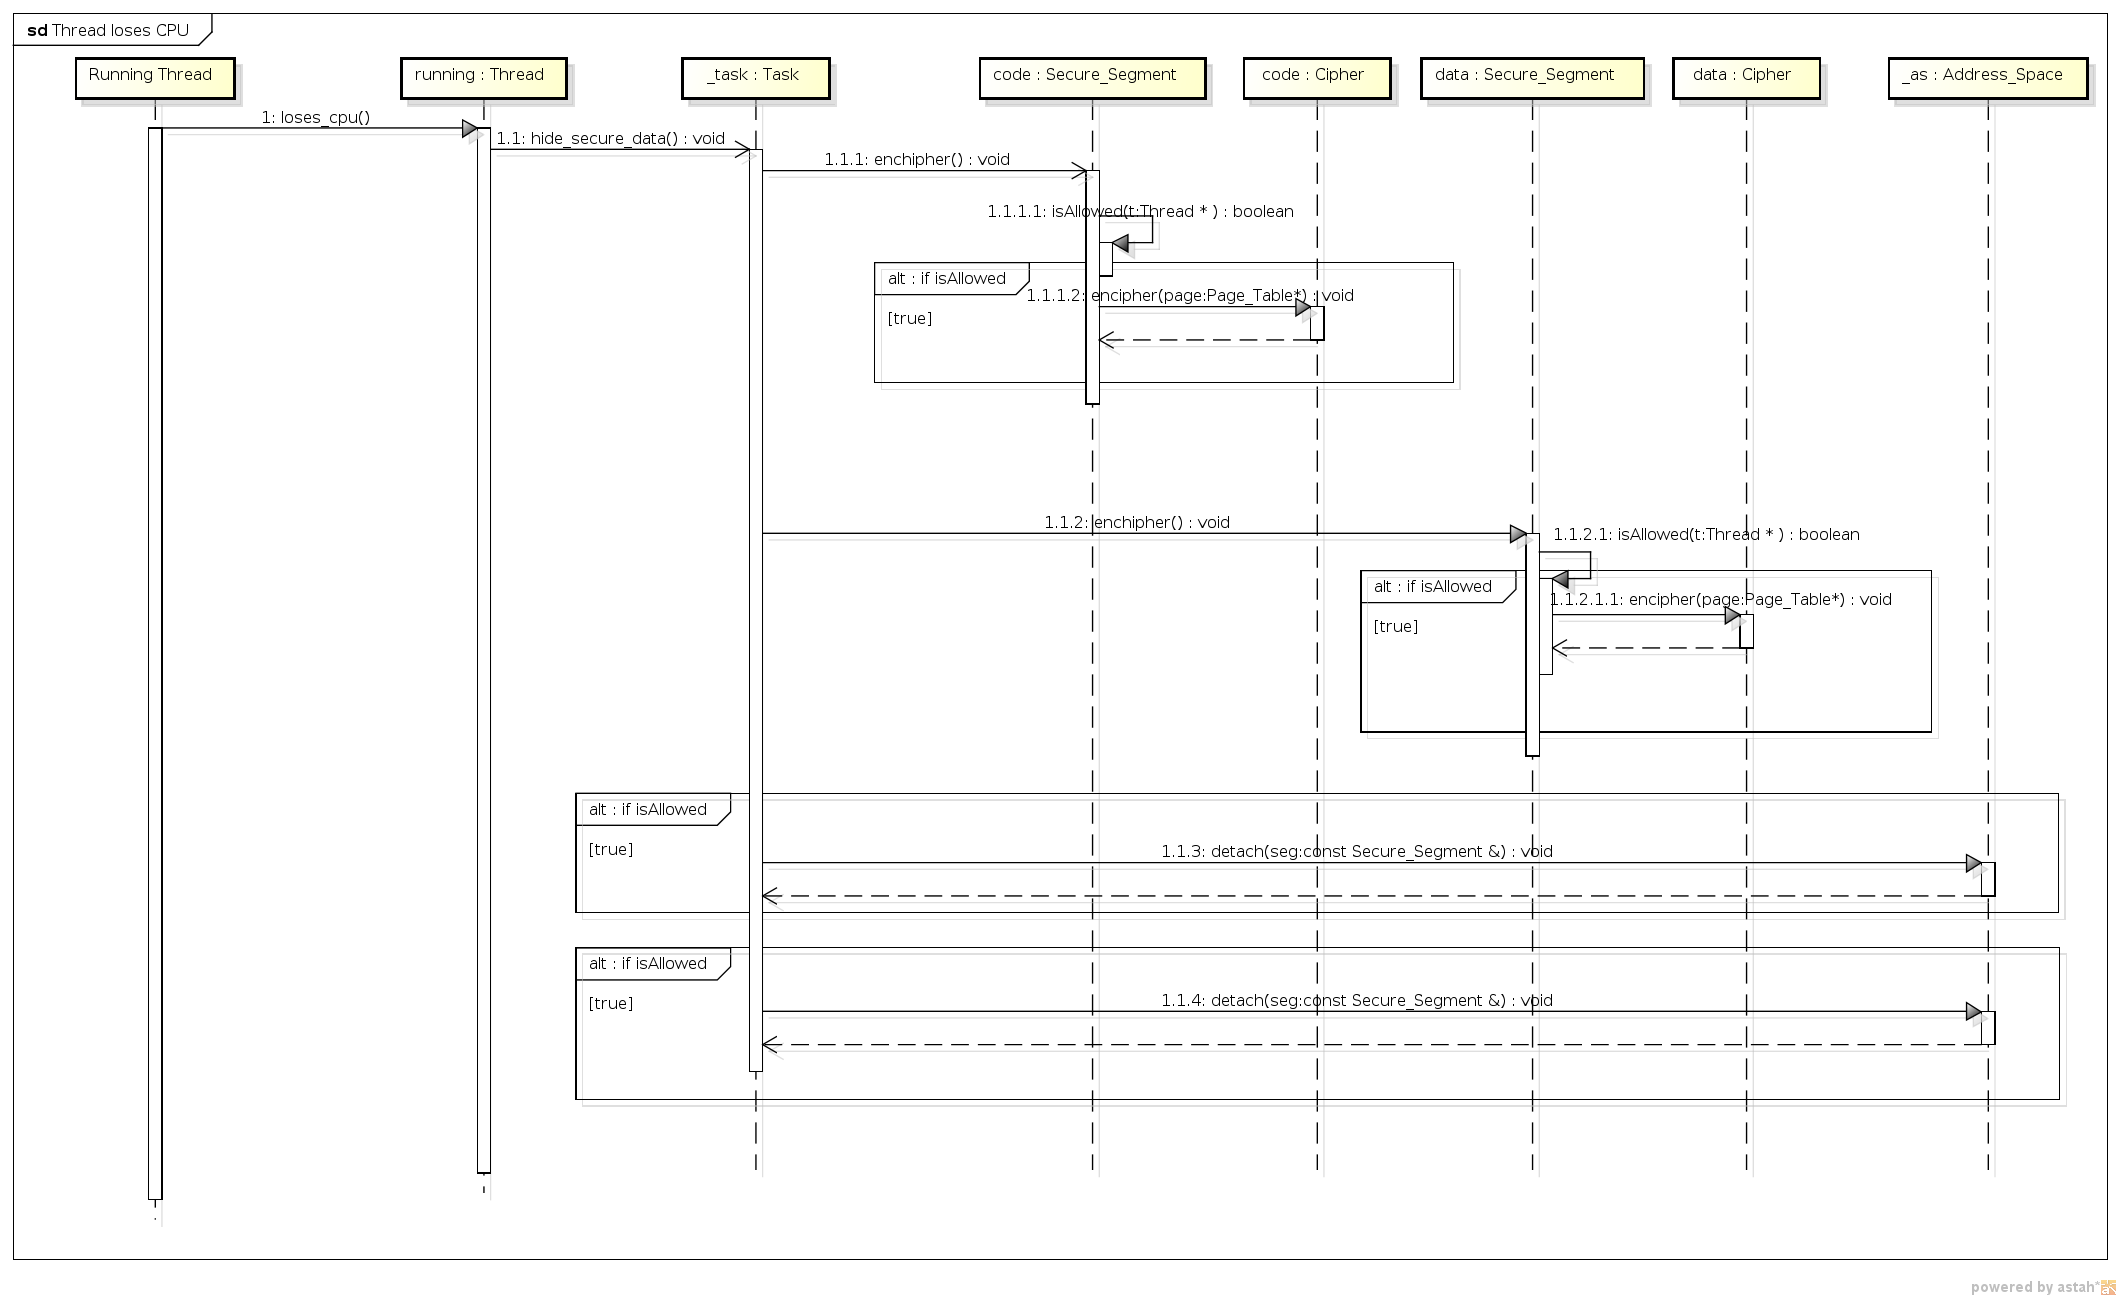 sd Thread loses CPU
Running Thread
running : Thread
_task : Task
code : Secure_Segment
code : Cipher
data : Secure_Segment
data : Cipher
_as : Address_Space
1: loses_cpu()
1.1: hide_secure_data() : void
1.1.1: enchipher() : void
1.1.1.1: isAllowed(t:Thread * ) : boolean
alt : if isAllowed
1.1.1.2: encipher(page:Page_Table*) : void
[true]
1.1.2: enchipher() : void
1.1.2.1: isAllowed(t:Thread * ) : boolean
alt : if isAllowed
1.1.2.1.1: encipher(page:Page_Table*) : void
[true]
alt : if isAllowed
[true]
1.1.3: detach(seg:const Secure_Segment &) : void
alt : if isAllowed
[true]
1.1.4: detach(seg:const Secure_Segment &) : void
powered by astah*